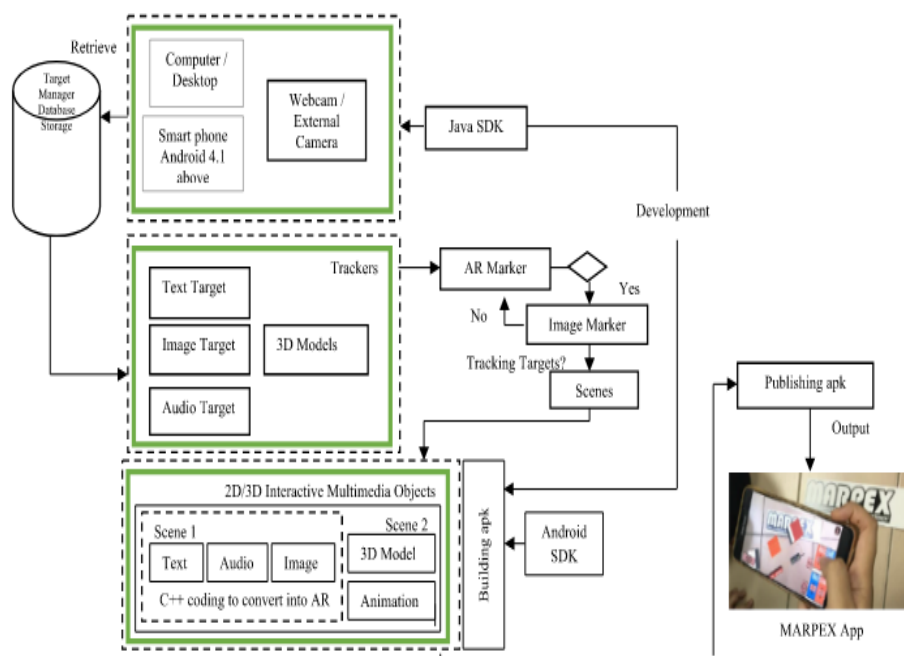 Retrieve
Target
Manager
Database
Storage
Computer /
Desktop
Smart phone
Android 4.1
above
Webcam /
External
Camera
Java SDK
Development
Trackers
Text Target
Image Target
Audio Target
3D Models
AR Marker
Yes
No
Image Marker
Tracking Targets?
Scenes
Publishing apk
Output
MARPEX
MARPEX
MARPEX App
2D/3D Interactive Multimedia Objects
Scene 1
Text
Audio
Image
C++ coding to convert into AR
Scene 2
3D Model
Animation
Building apk
Android
SDK